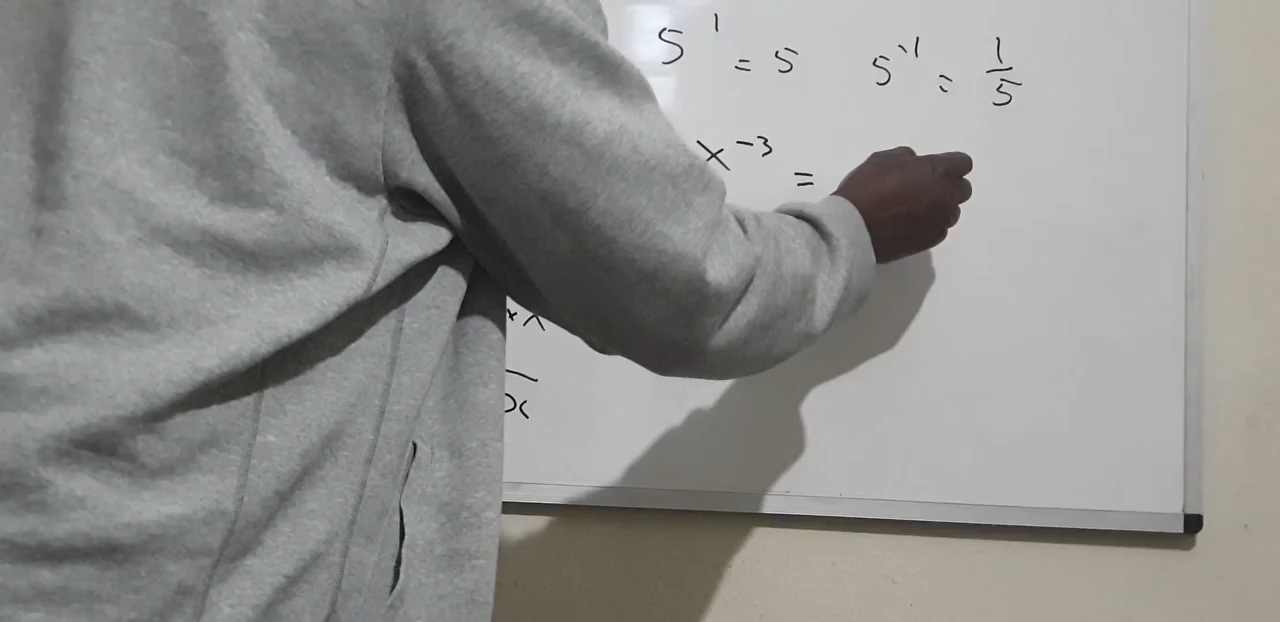 5¹ = 5 5⁻¹ = 1/5
x⁻³ =
x
x